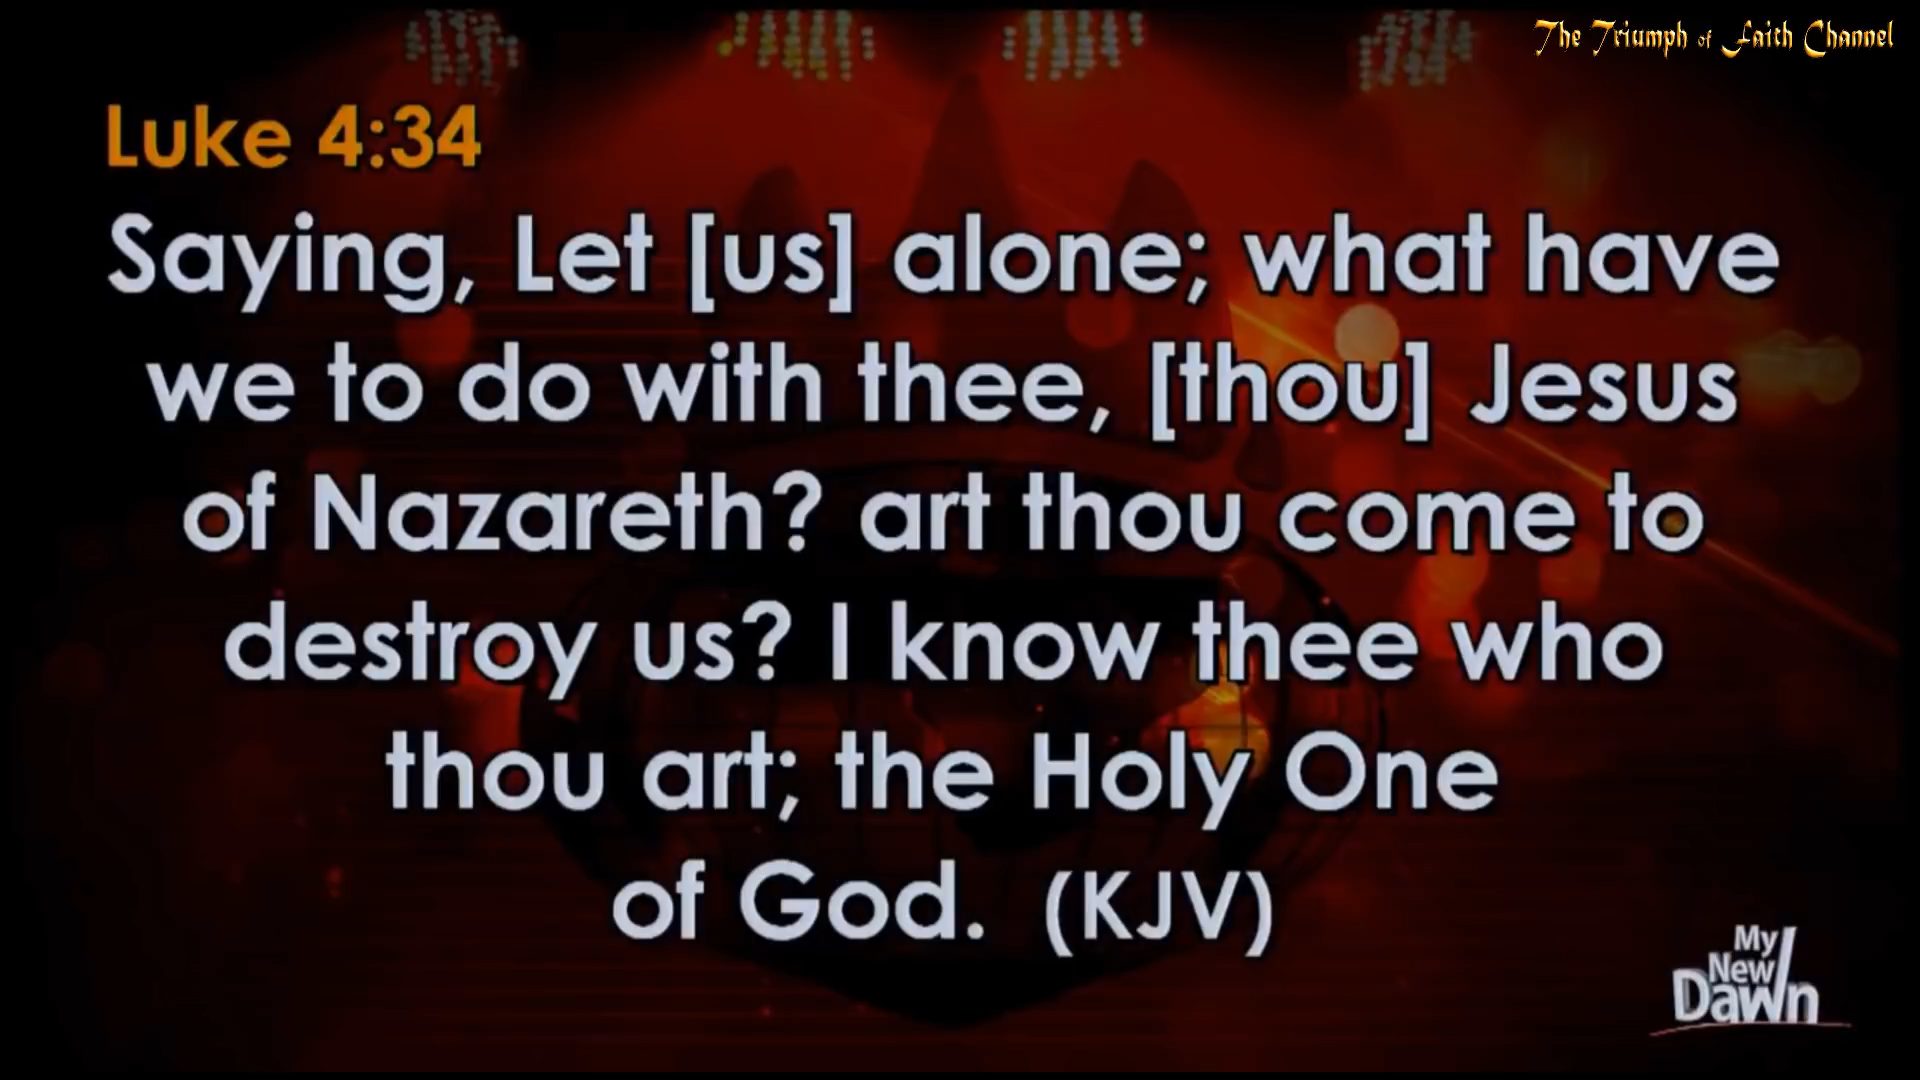 The Triumph of Faith Channel
Luke 4:34
Saying, Let [us] alone; what have
we to do with thee, [thou] Jesus
of Nazareth? art thou come to
destroy us? I know thee who
thou art; the Holy One
of God. (KJV)
My
New
Dawn